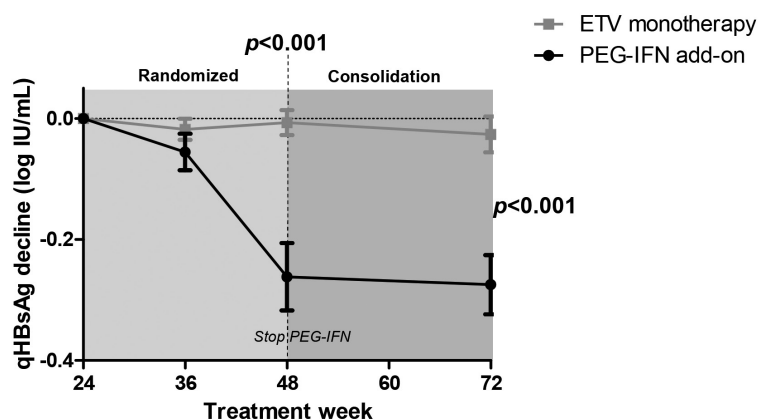 ETV monotherapy
PEG-IFN add-on
p<0.001
Randomized
Consolidation
qHBsAg decline (log IU/mL)
0.0
-0.2
-0.4
p<0.001
Stop PEG-IFN
24
36
48
60
72
Treatment week